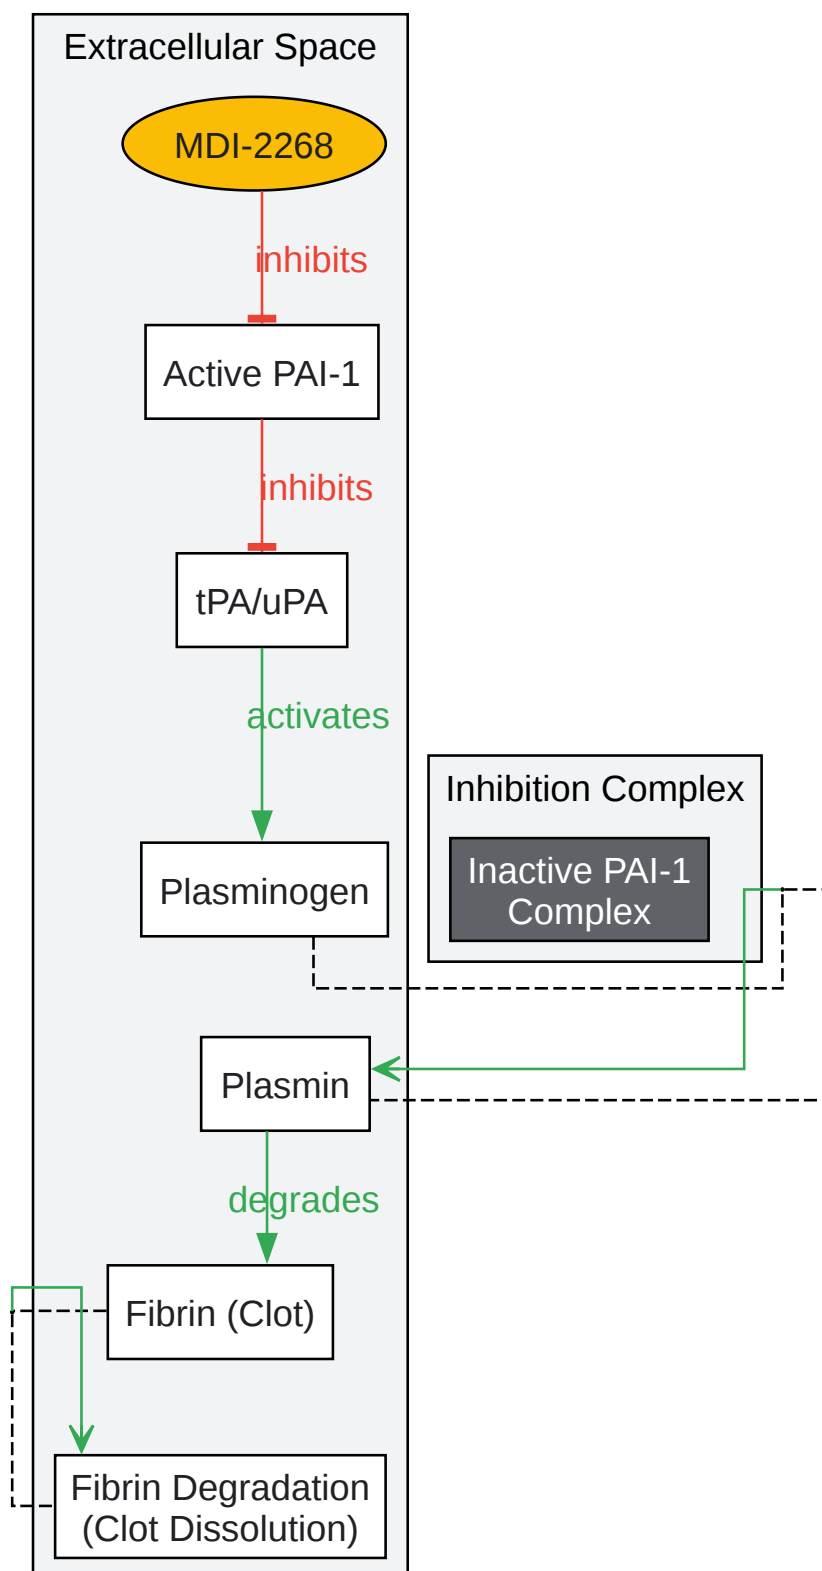 Extracellular Space
MDI-2268
inhibits
Active PAI-1
inhibits
tPA/uPA
activates
Inhibition Complex
Inactive PAI-1
Complex
Plasminogen
Plasmin
degrades
Fibrin (Clot)
Fibrin Degradation
(Clot Dissolution)